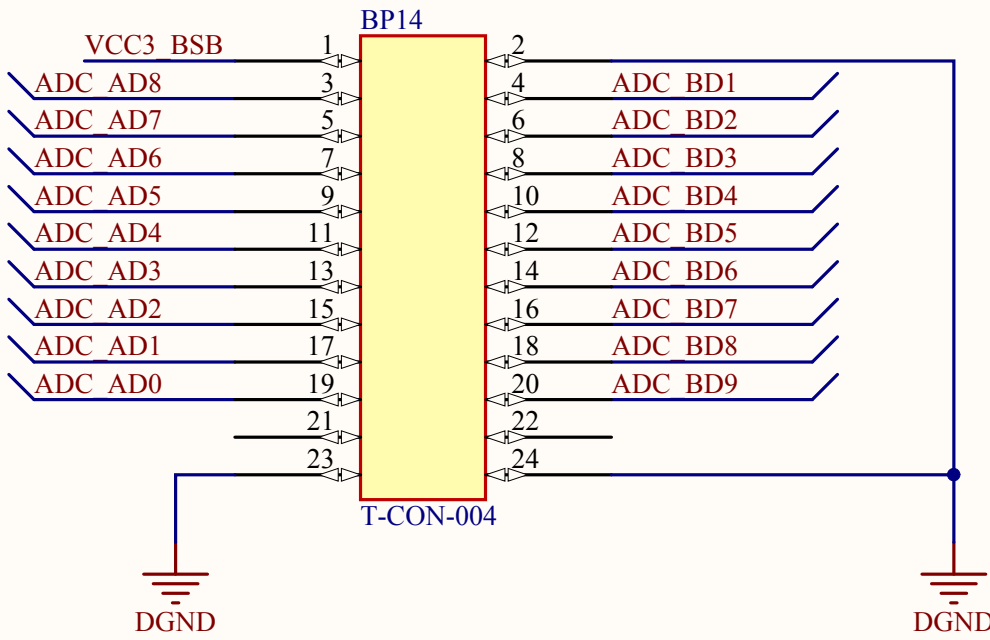 BP14
VCC3_BSB 1 2
ADC_AD8 3 4 ADC_BD1
ADC_AD7 5 6 ADC_BD2
ADC_AD6 7 8 ADC_BD3
ADC_AD5 9 10 ADC_BD4
ADC_AD4 11 12 ADC_BD5
ADC_AD3 13 14 ADC_BD6
ADC_AD2 15 16 ADC_BD7
ADC_AD1 17 18 ADC_BD8
ADC_AD0 19 20 ADC_BD9
21 22
23 24
T-CON-004
DGND DGND